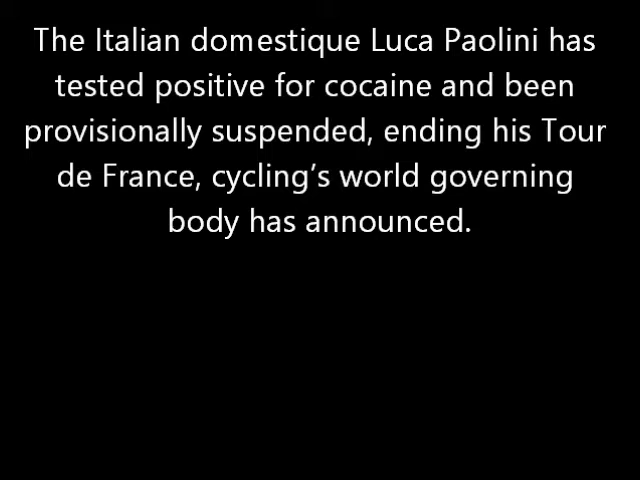 The Italian domestique Luca Paolini has
tested positive for cocaine and been
provisionally suspended, ending his Tour
de France, cycling’s world governing
body has announced.